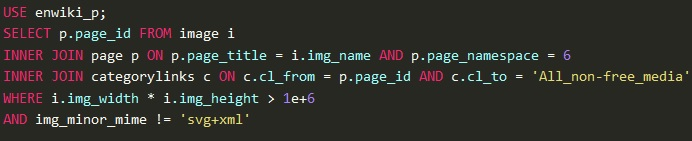 USE enwiki_p;
SELECT p.page_id FROM image i
INNER JOIN page p ON p.page_title = i.img_name AND p.page_namespace = 6
INNER JOIN categorylinks c ON c.cl_from = p.page_id AND c.cl_to = 'All_non-free_media'
WHERE i.img_width * i.img_height > 1e+6
AND img_minor_mime != 'svg+xml'